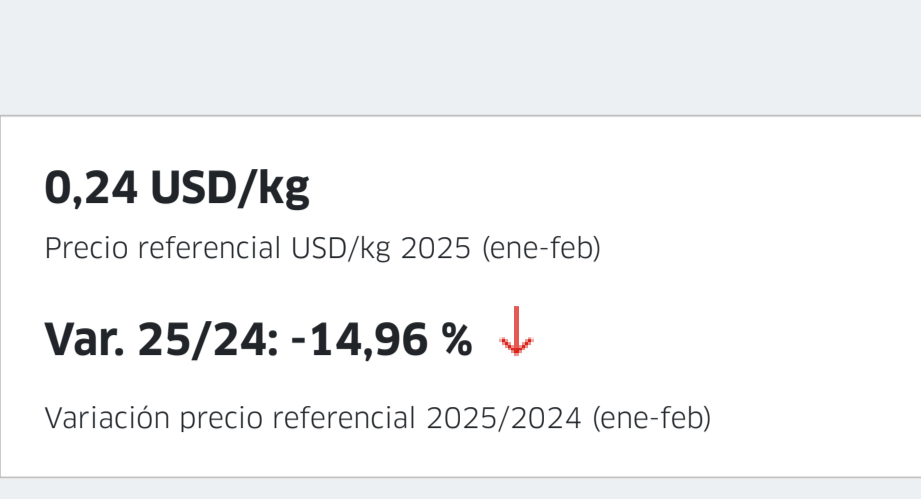 0,24 USD/kg
Precio referencial USD/kg 2025 (ene-feb)
Var. 25/24: -14,96 %
Variación precio referencial 2025/2024 (ene-feb)